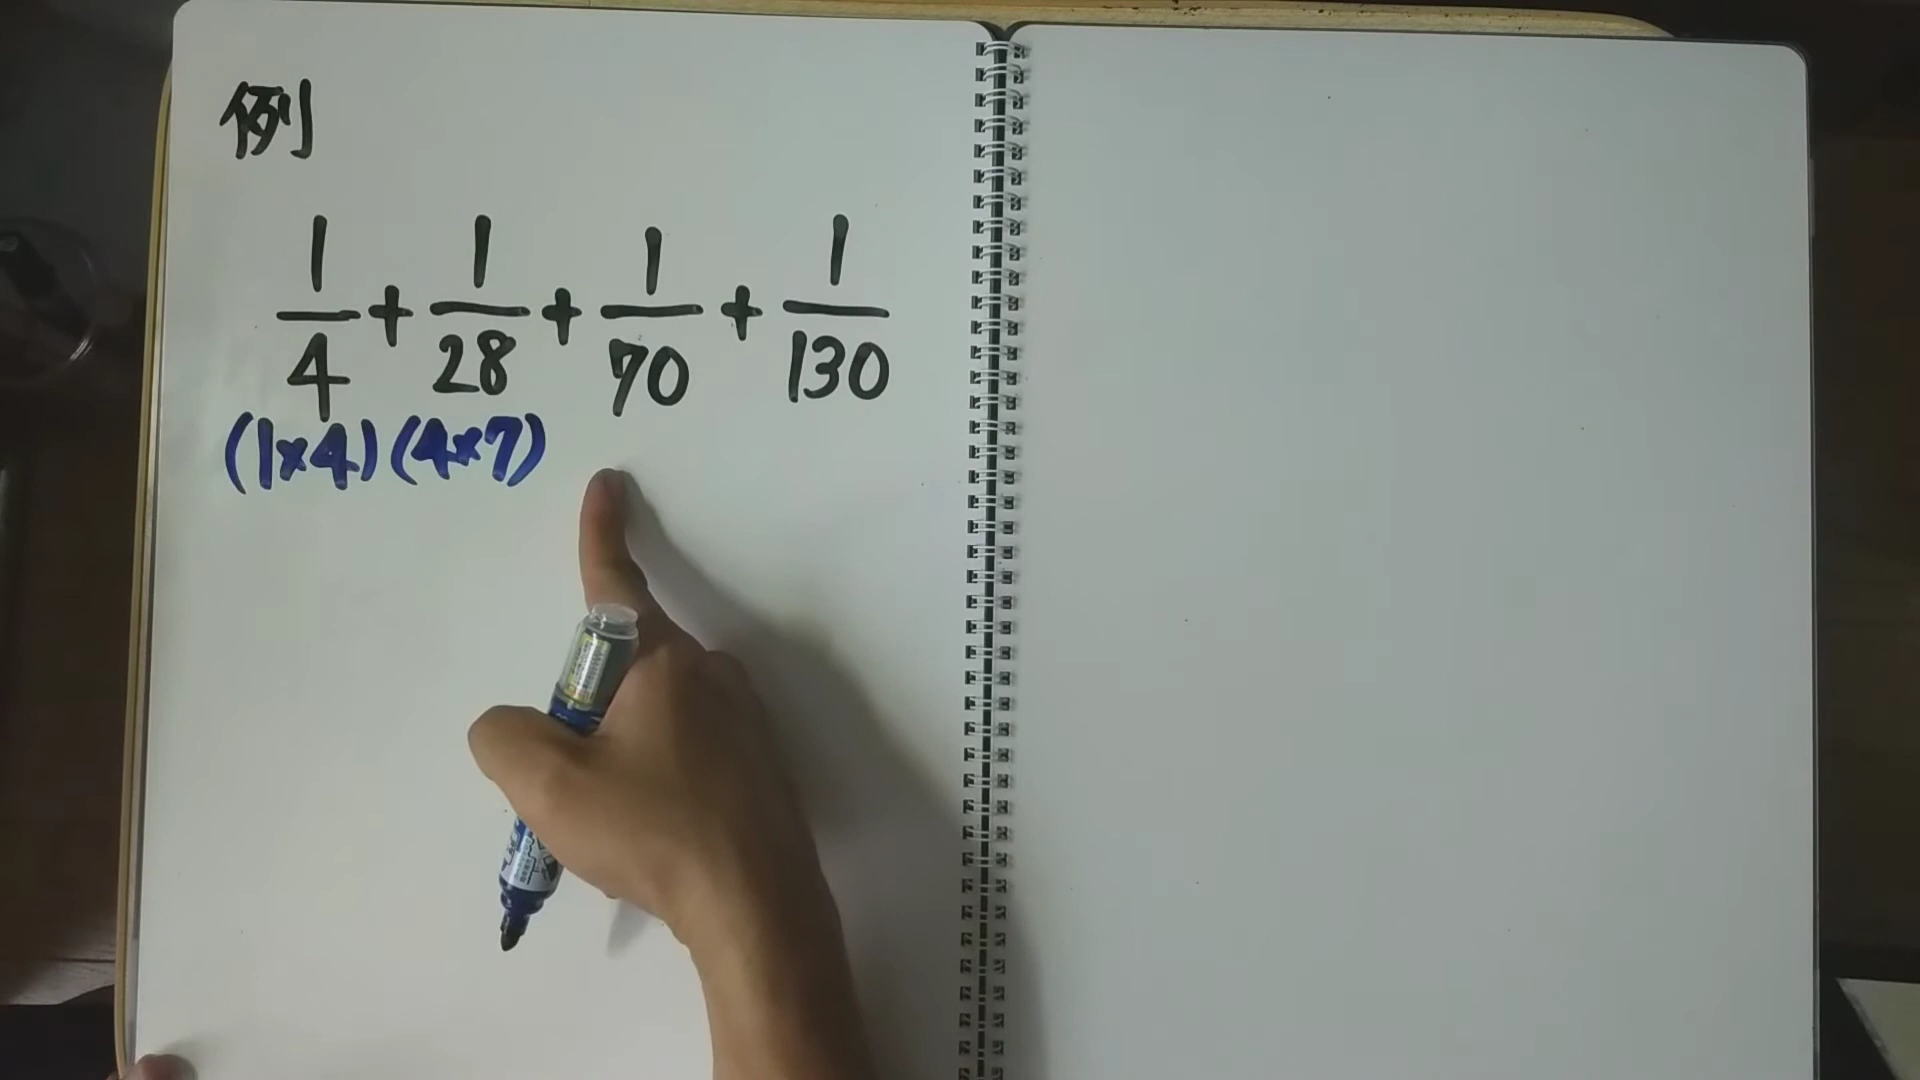 例
1/4 + 1/28 + 1/70 + 1/130
(1×4) (4×7)